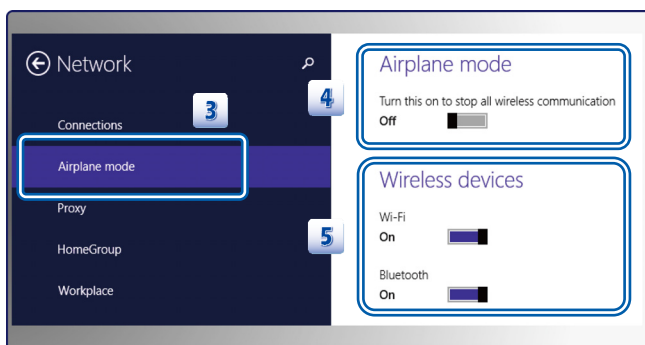 Network
3
Connections
Airplane mode
Proxy
HomeGroup
Workplace
4
Airplane mode
Turn this on to stop all wireless communication
Off
5
Wireless devices
Wi-Fi
On
Bluetooth
On